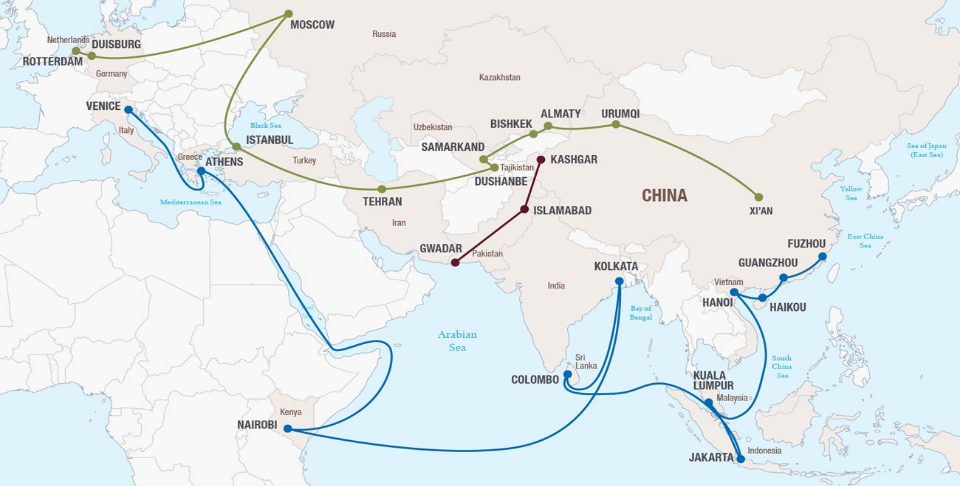 MOSCOW
Russia
Netherlands
DUISBURG
ROTTERDAM
Germany
Kazakhstan
VENICE
Italy
Black Sea
ISTANBUL
Greece
ATHENS
Turkey
Mediterranean Sea
Uzbekistan
BISHKEK
ALMATY
URUMQI
SAMARKAND
Tajikistan
DUSHANBE
KASHGAR
TEHRAN
Iran
ISLAMABAD
CHINA
XI'AN
Sea of Japan
(East Sea)
Yellow
Sea
East China
Sea
GWADAR
Pakistan
FUZHOU
GUANGZHOU
KOLKATA
India
Vietnam
HANOI
HAIKOU
Bay of
Bengal
Arabian
Sea
Sri
Lanka
COLOMBO
South
China
Sea
KUALA
LUMPUR
Malaysia
Kenya
NAIROBI
JAKARTA
Indonesia